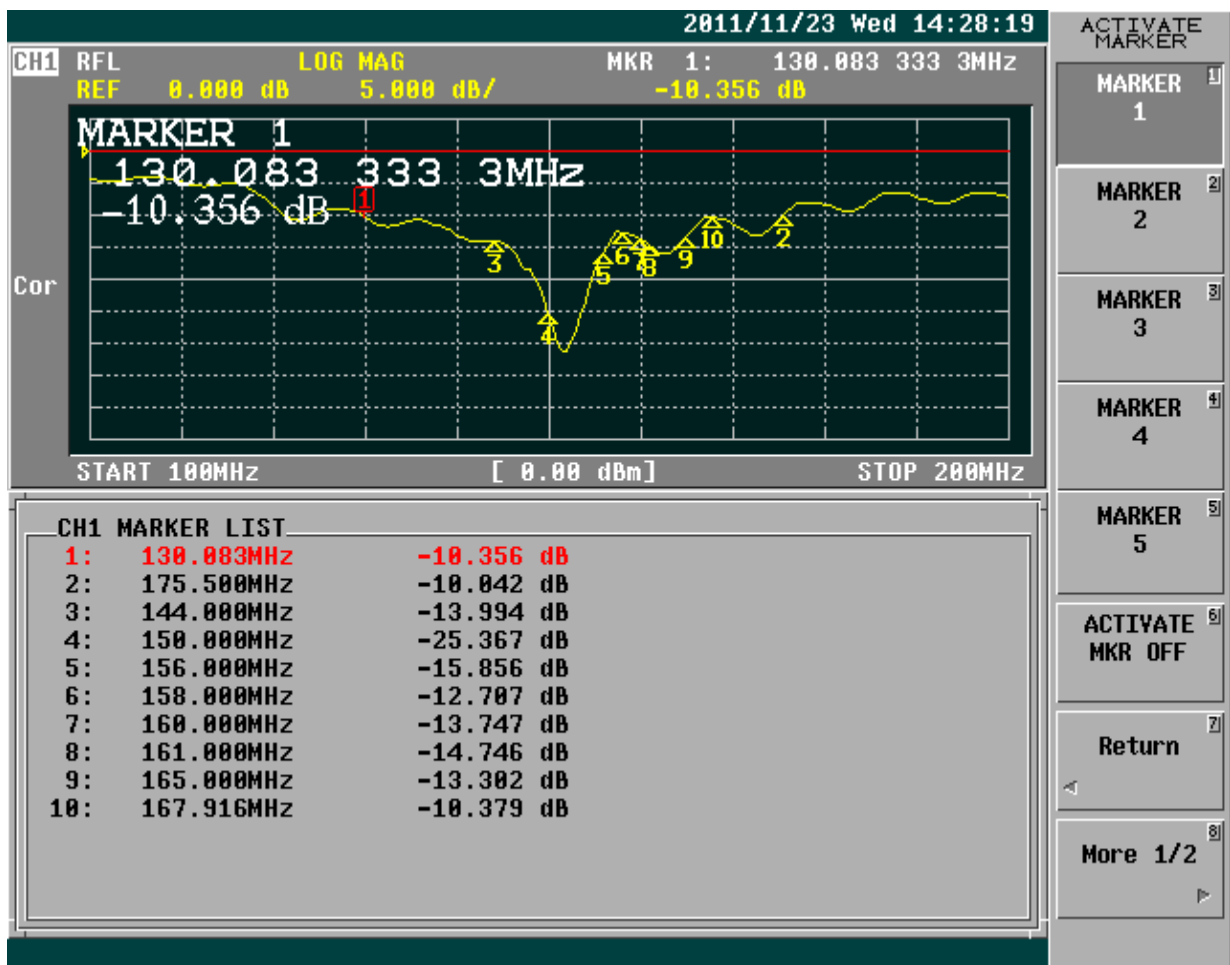 2011/11/23 Wed 14:28:19
CH1 RFL LOG MAG MKR 1: 130.083 333 3MHz
REF 0.000 dB 5.000 dB/ -10.356 dB
MARKER 1
130.083 333 3MHz
-10.356 dB
1
3
4
5
6
8
9
10
2
Cor
START 100MHz [ 0.00 dBm] STOP 200MHz
CH1 MARKER LIST
1: 130.083MHz -10.356 dB
2: 175.500MHz -10.042 dB
3: 144.000MHz -13.994 dB
4: 150.000MHz -25.367 dB
5: 156.000MHz -15.856 dB
6: 158.000MHz -12.707 dB
7: 160.000MHz -13.747 dB
8: 161.000MHz -14.746 dB
9: 165.000MHz -13.302 dB
10: 167.916MHz -10.379 dB
ACTIVATE
MARKER
MARKER 1
1
MARKER 2
2
MARKER 3
3
MARKER 4
4
MARKER 5
5
ACTIVATE 6
MKR OFF
7
Return
8
More 1/2